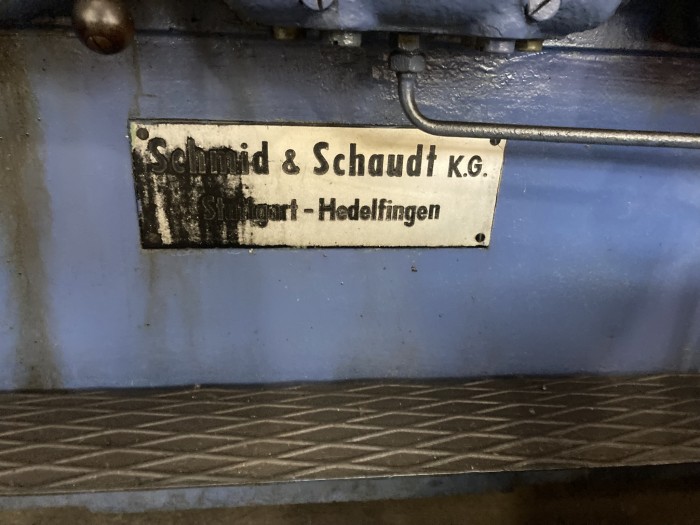 Schmid & Schaudt K.G.
Stuttgart - Hedelfingen